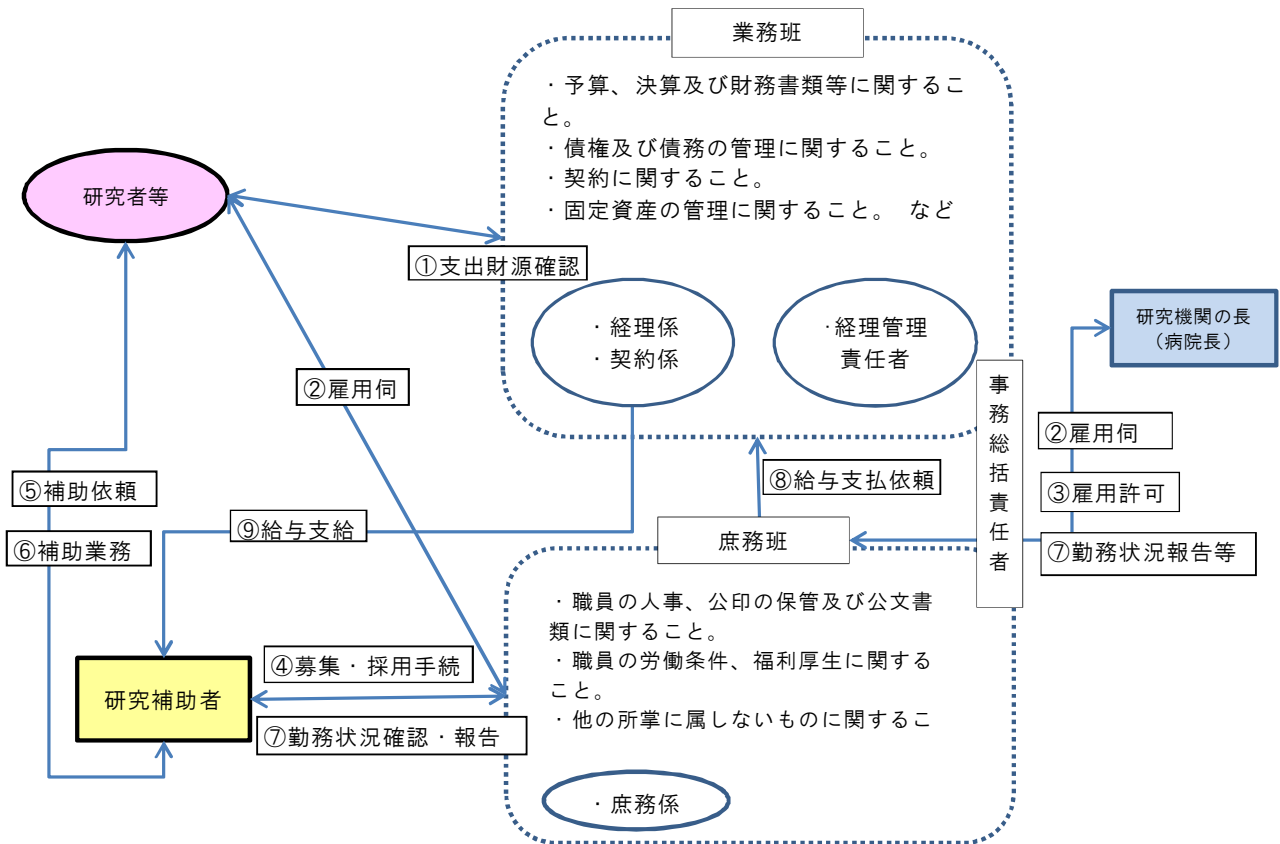 業務班
・予算、決算及び財務書類等に関するこ
と。
・債権及び債務の管理に関すること。
・契約に関すること。
・固定資産の管理に関すること。 など
研究者等
①支出財源確認
・経理係
・契約係
・経理管理
責任者
研究機関の長
（病院長）
②雇用伺
事務総括責任者
②雇用伺
③雇用許可
⑦勤務状況報告等
⑤補助依頼
⑥補助業務
⑧給与支払依頼
⑨給与支給
庶務班
・職員の人事、公印の保管及び公文書
類に関すること。
・職員の労働条件、福利厚生に関する
こと。
・他の所掌に属しないものに関するこ
④募集・採用手続
研究補助者
⑦勤務状況確認・報告
・庶務係